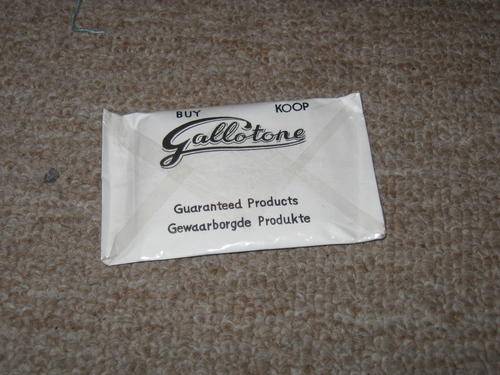 BUY KOOP
Gallotone
Guaranteed Products
Gewaarborgde Produkte